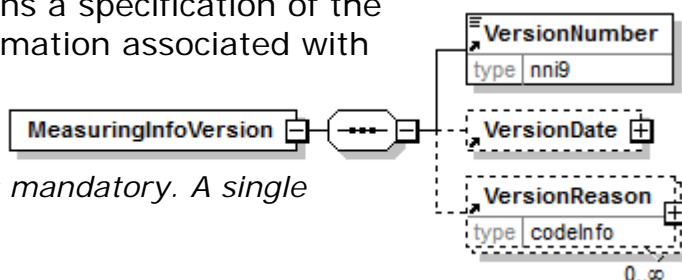 ns a specification of the
mation associated with
VersionNumber
type nni9
MeasuringInfoVersion
VersionDate
mandatory. A single
VersionReason
type codeInfo
0..∞